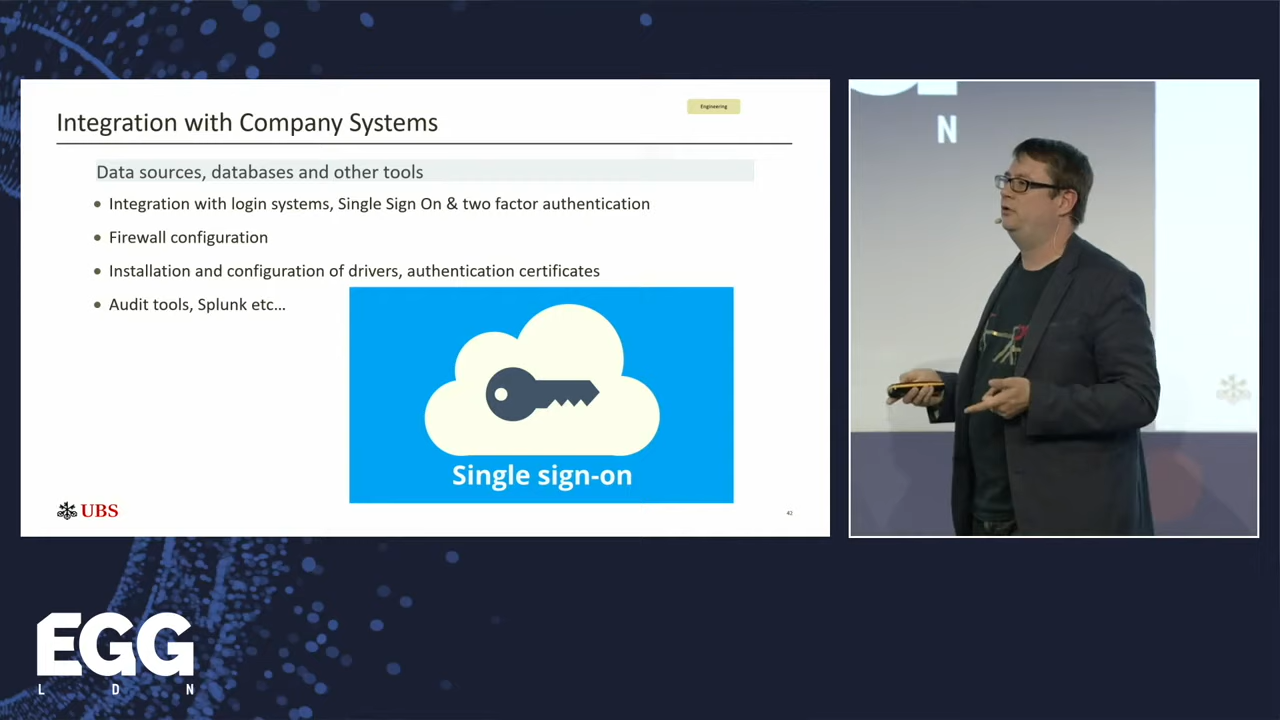 Engineering
Integration with Company Systems
Data sources, databases and other tools
• Integration with login systems, Single Sign On & two factor authentication
• Firewall configuration
• Installation and configuration of drivers, authentication certificates
• Audit tools, Splunk etc...
Single sign-on
UBS
42
N
EGG
L D N